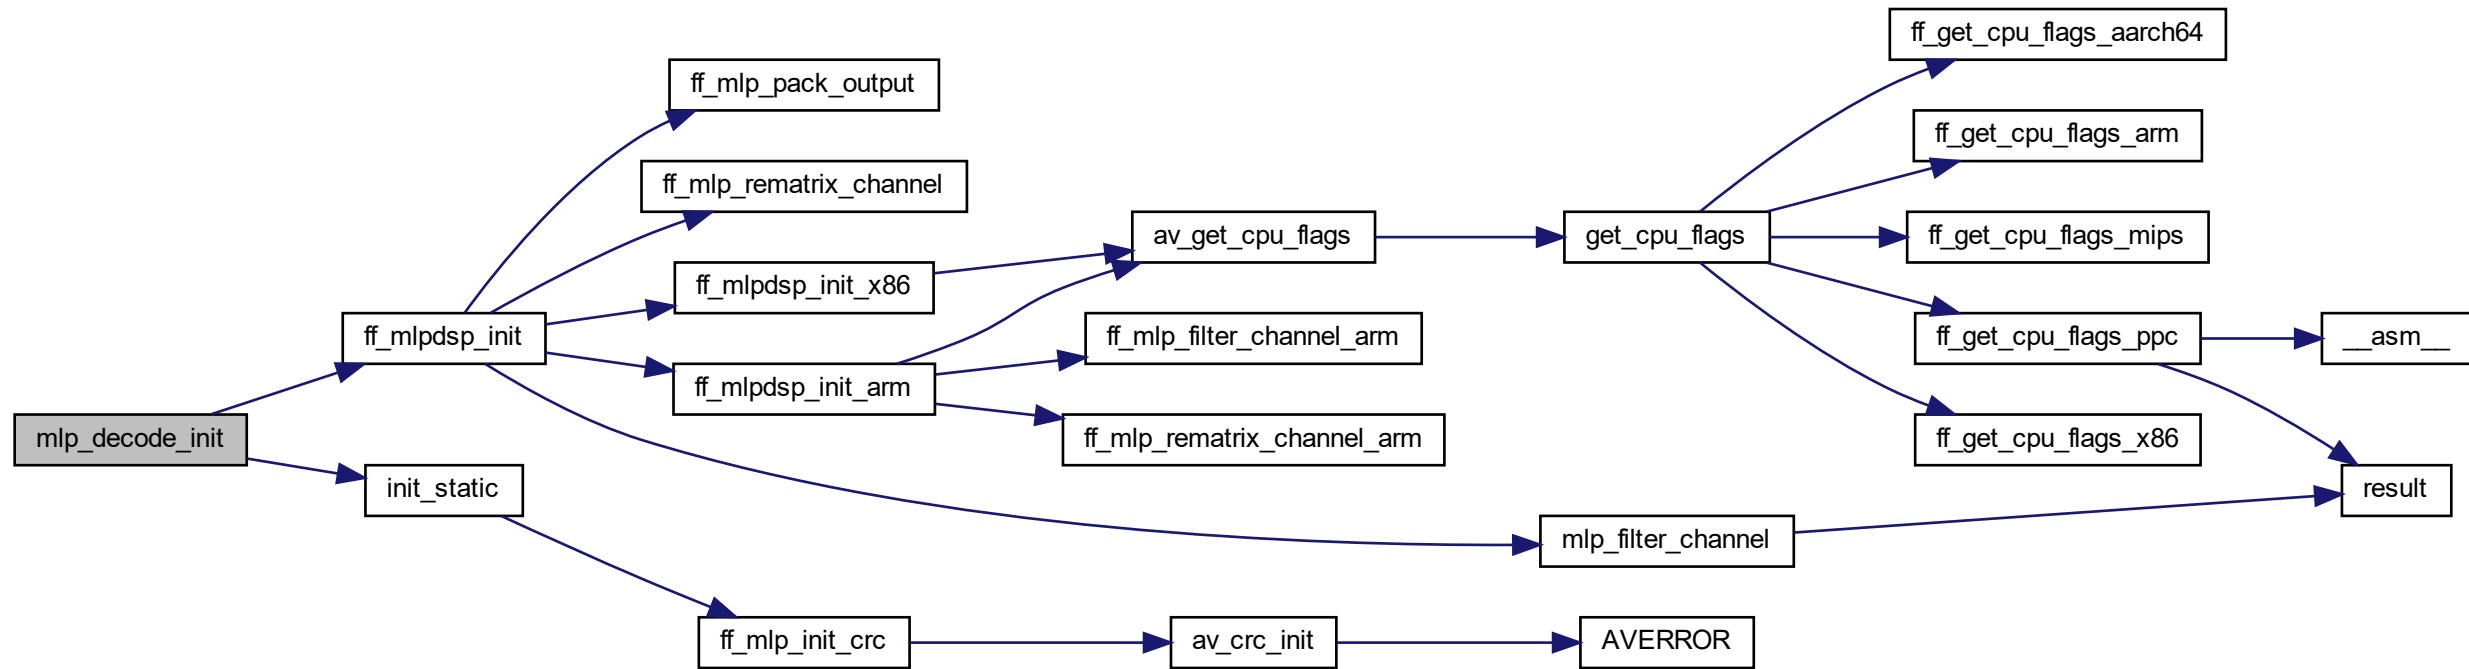 ff_get_cpu_flags_aarch64
ff_mlp_pack_output
ff_get_cpu_flags_arm
ff_mlp_rematrix_channel
av_get_cpu_flags
get_cpu_flags
ff_get_cpu_flags_mips
ff_mlpdsp_init_x86
ff_mlpdsp_init
ff_mlp_filter_channel_arm
ff_get_cpu_flags_ppc
__asm__
ff_mlpdsp_init_arm
mlp_decode_init
ff_mlp_rematrix_channel_arm
ff_get_cpu_flags_x86
init_static
result
mlp_filter_channel
ff_mlp_init_crc
av_crc_init
AVERROR